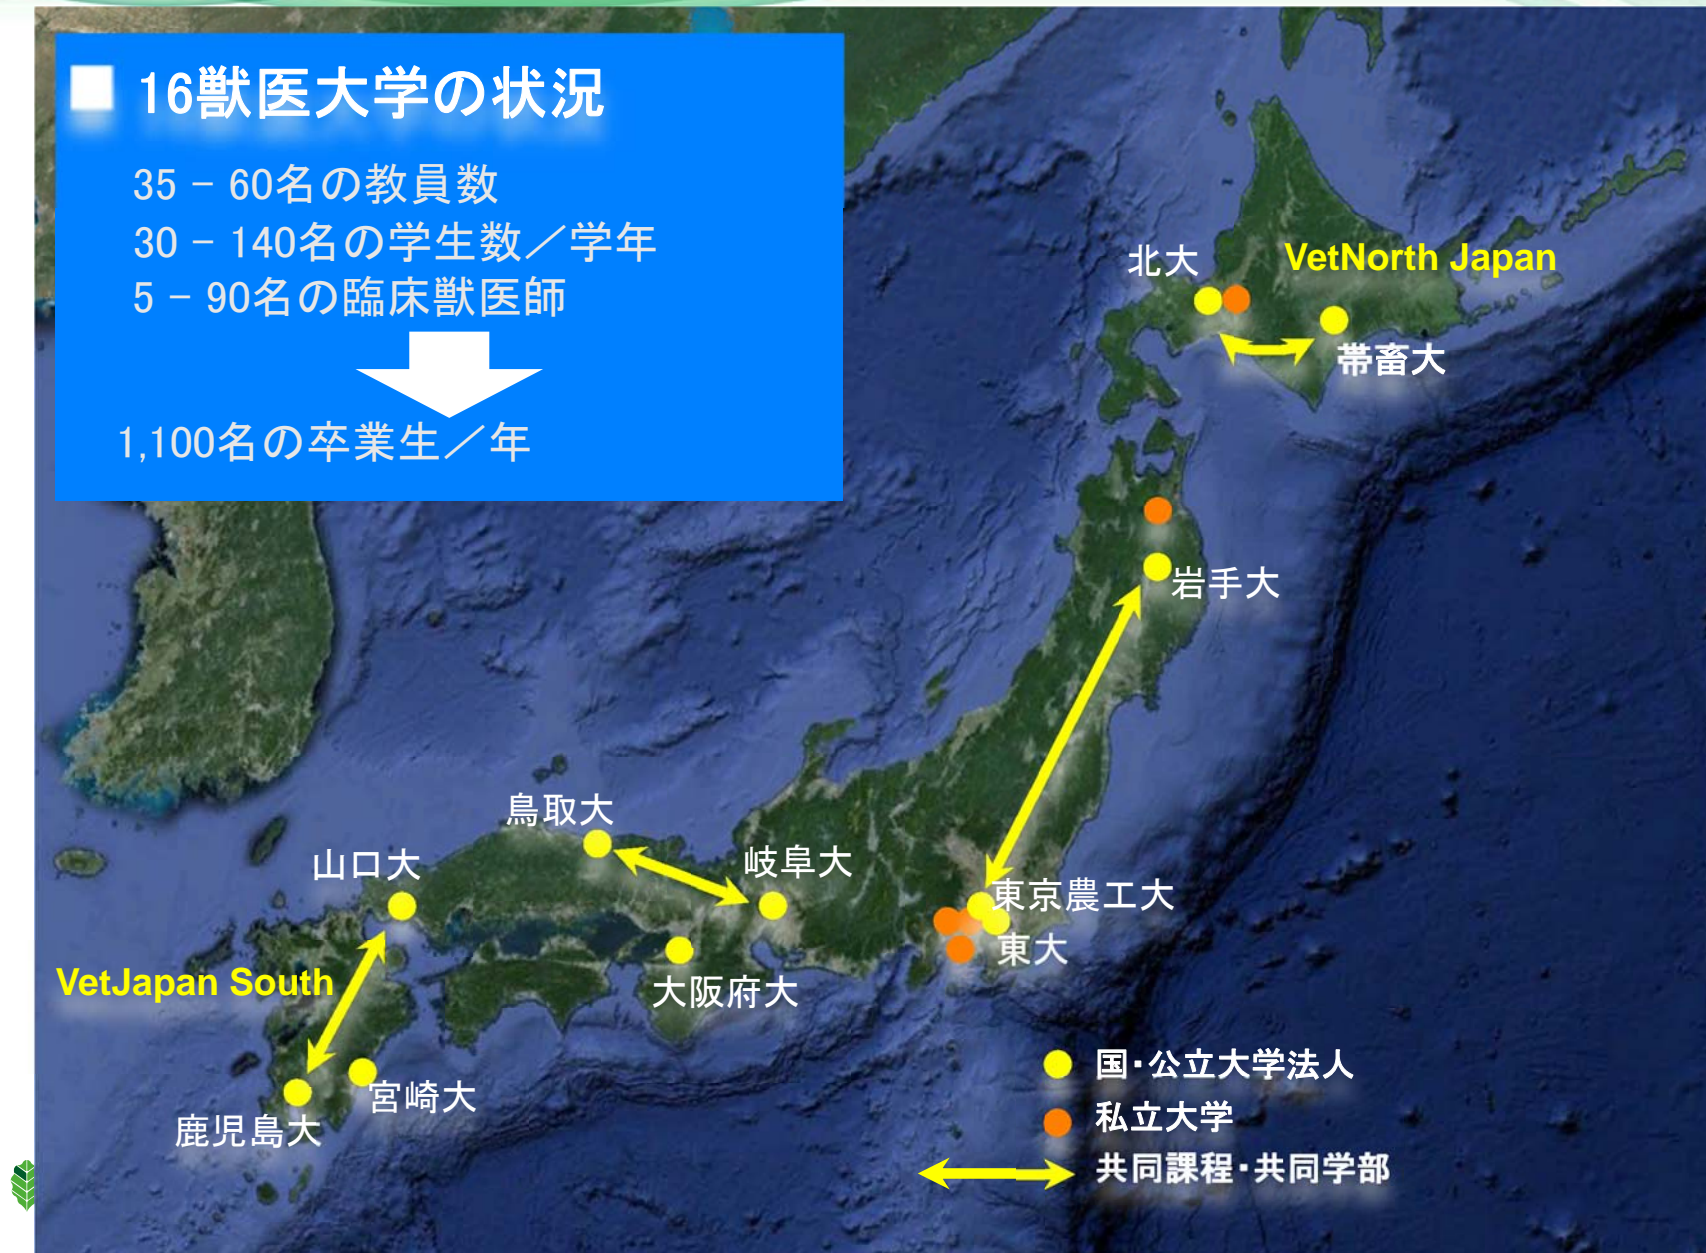 ■ 16獣医大学の状況
35 – 60名の教員数
30 – 140名の学生数／学年
5 – 90名の臨床獣医師
1,100名の卒業生／年
北大
VetNorth Japan
帯畜大
岩手大
鳥取大
山口大
岐阜大
東京農工大
東大
VetJapan South
大阪府大
宮崎大
鹿児島大
国・公立大学法人
私立大学
共同課程・共同学部